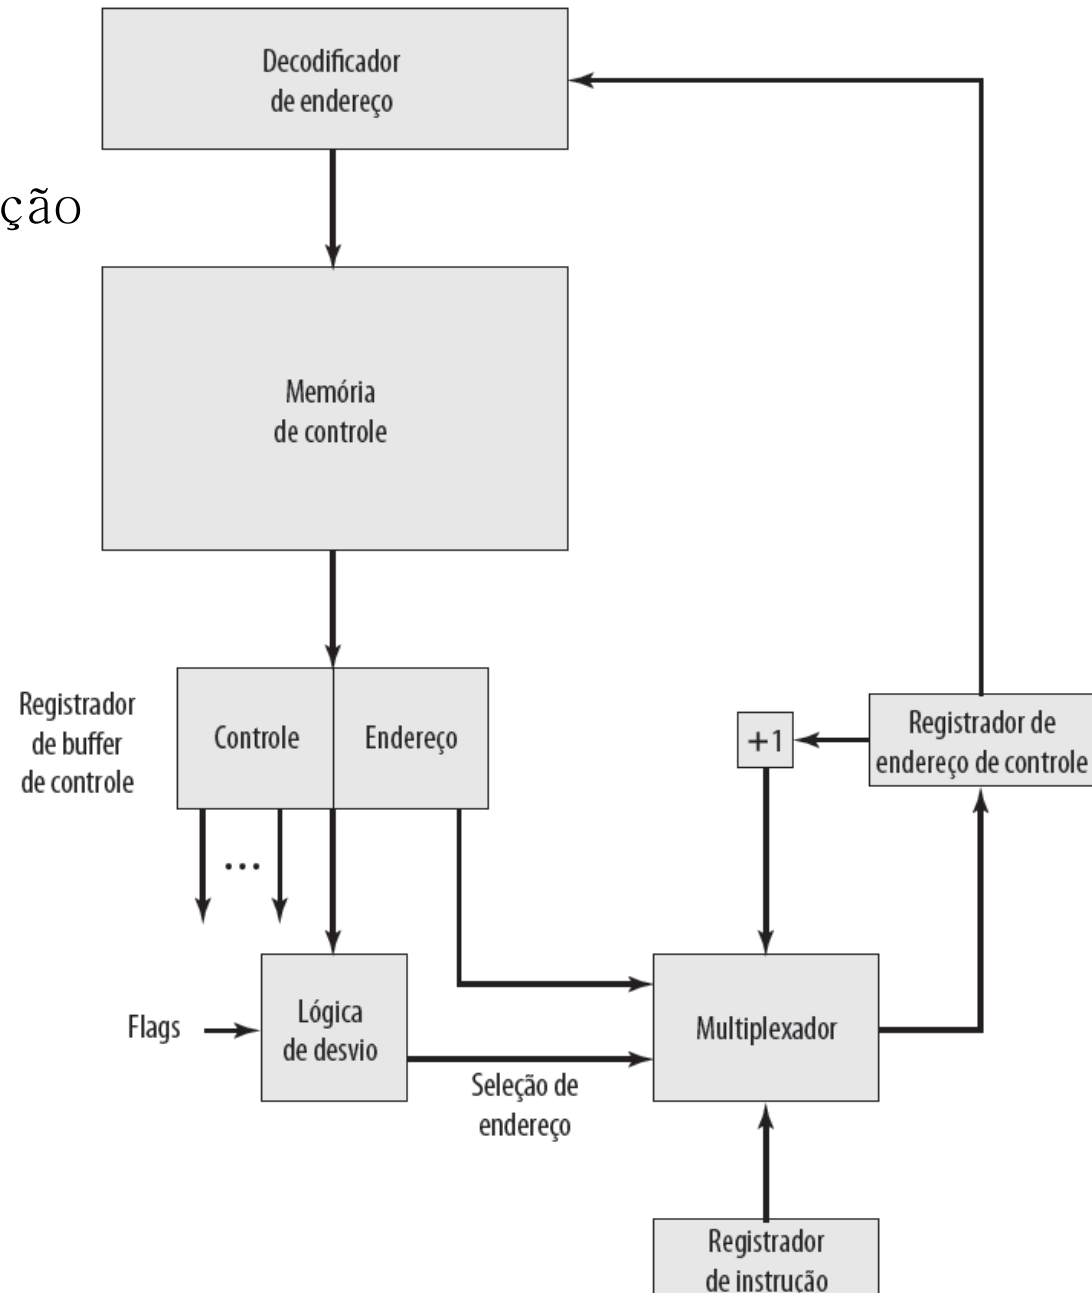 Decodificador
de endereço
ção
Memória
de controle
Registrador
de buffer
de controle
Controle
Endereço
+1
Registrador de
endereço de controle
...
Flags
Lógica
de desvio
Seleção de
endereço
Multiplexador
Registrador
de instrução